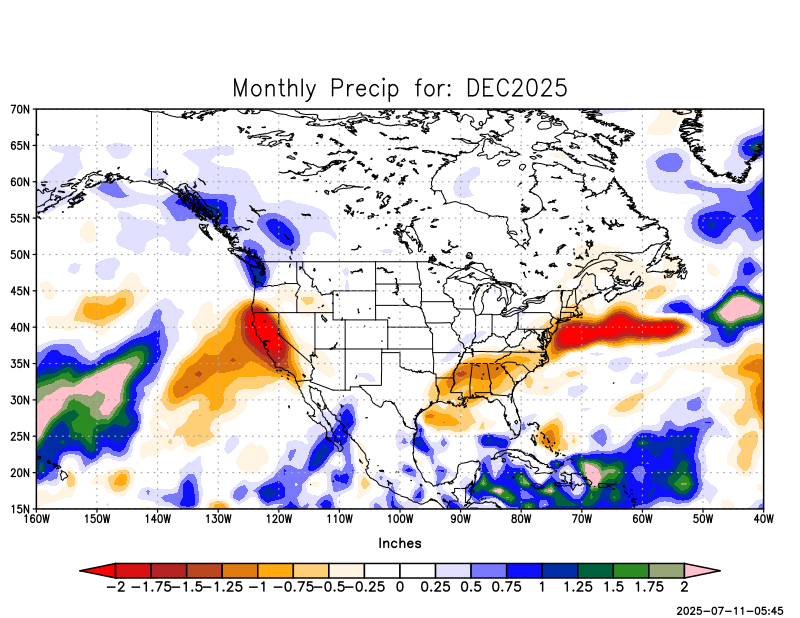 Monthly Precip for: DEC2025
70N
65N
60N
55N
50N
45N
40N
35N
30N
25N
20N
15N
160W 150W 140W 130W 120W 110W 100W 90W 80W 70W 60W 50W 40W
Inches
-2 -1.75 -1.5 -1.25 -1 -0.75 -0.5 -0.25 0 0.25 0.5 0.75 1 1.25 1.5 1.75 2
2025-07-11-05:45